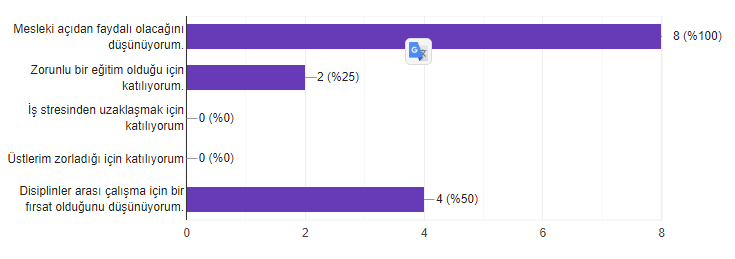 Mesleki açıdan faydalı olacağını
düşünüyorum.
8 (%100)
Zorunlu bir eğitim olduğu için
katılıyorum.
2 (%25)
İş stresinden uzaklaşmak için
katılıyorum
0 (%0)
Üstlerim zorladığı için katılıyorum
0 (%0)
Disiplinler arası çalışma için bir
fırsat olduğunu düşünüyorum.
4 (%50)
0 2 4 6 8